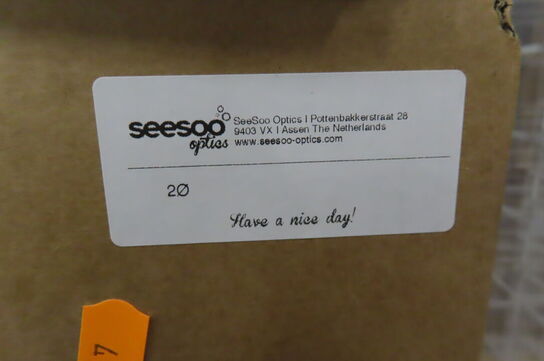 seesoo
optics
SeeSoo Optics | Pottenbakkerstraat 28
9403 VX | Assen The Netherlands
www.seesoo-optics.com
2Ø
Have a nice day!
7